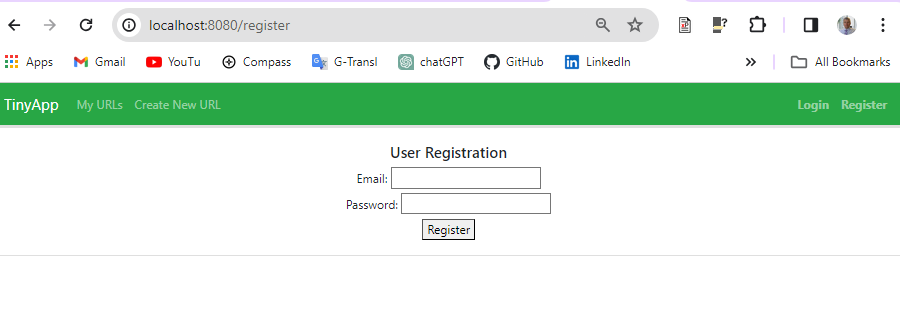 localhost:8080/register
Apps Gmail YouTu Compass G-Transl chatGPT GitHub LinkedIn » All Bookmarks
TinyApp My URLs Create New URL Login Register
User Registration
Email:
Password:
Register